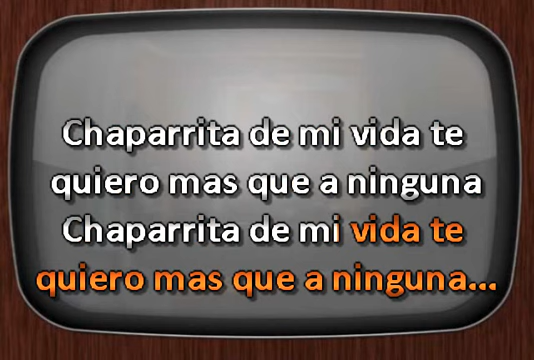 Chaparrita de mi vida te
quiero mas que a ninguna
Chaparrita de mi vida te
quiero mas que a ninguna...